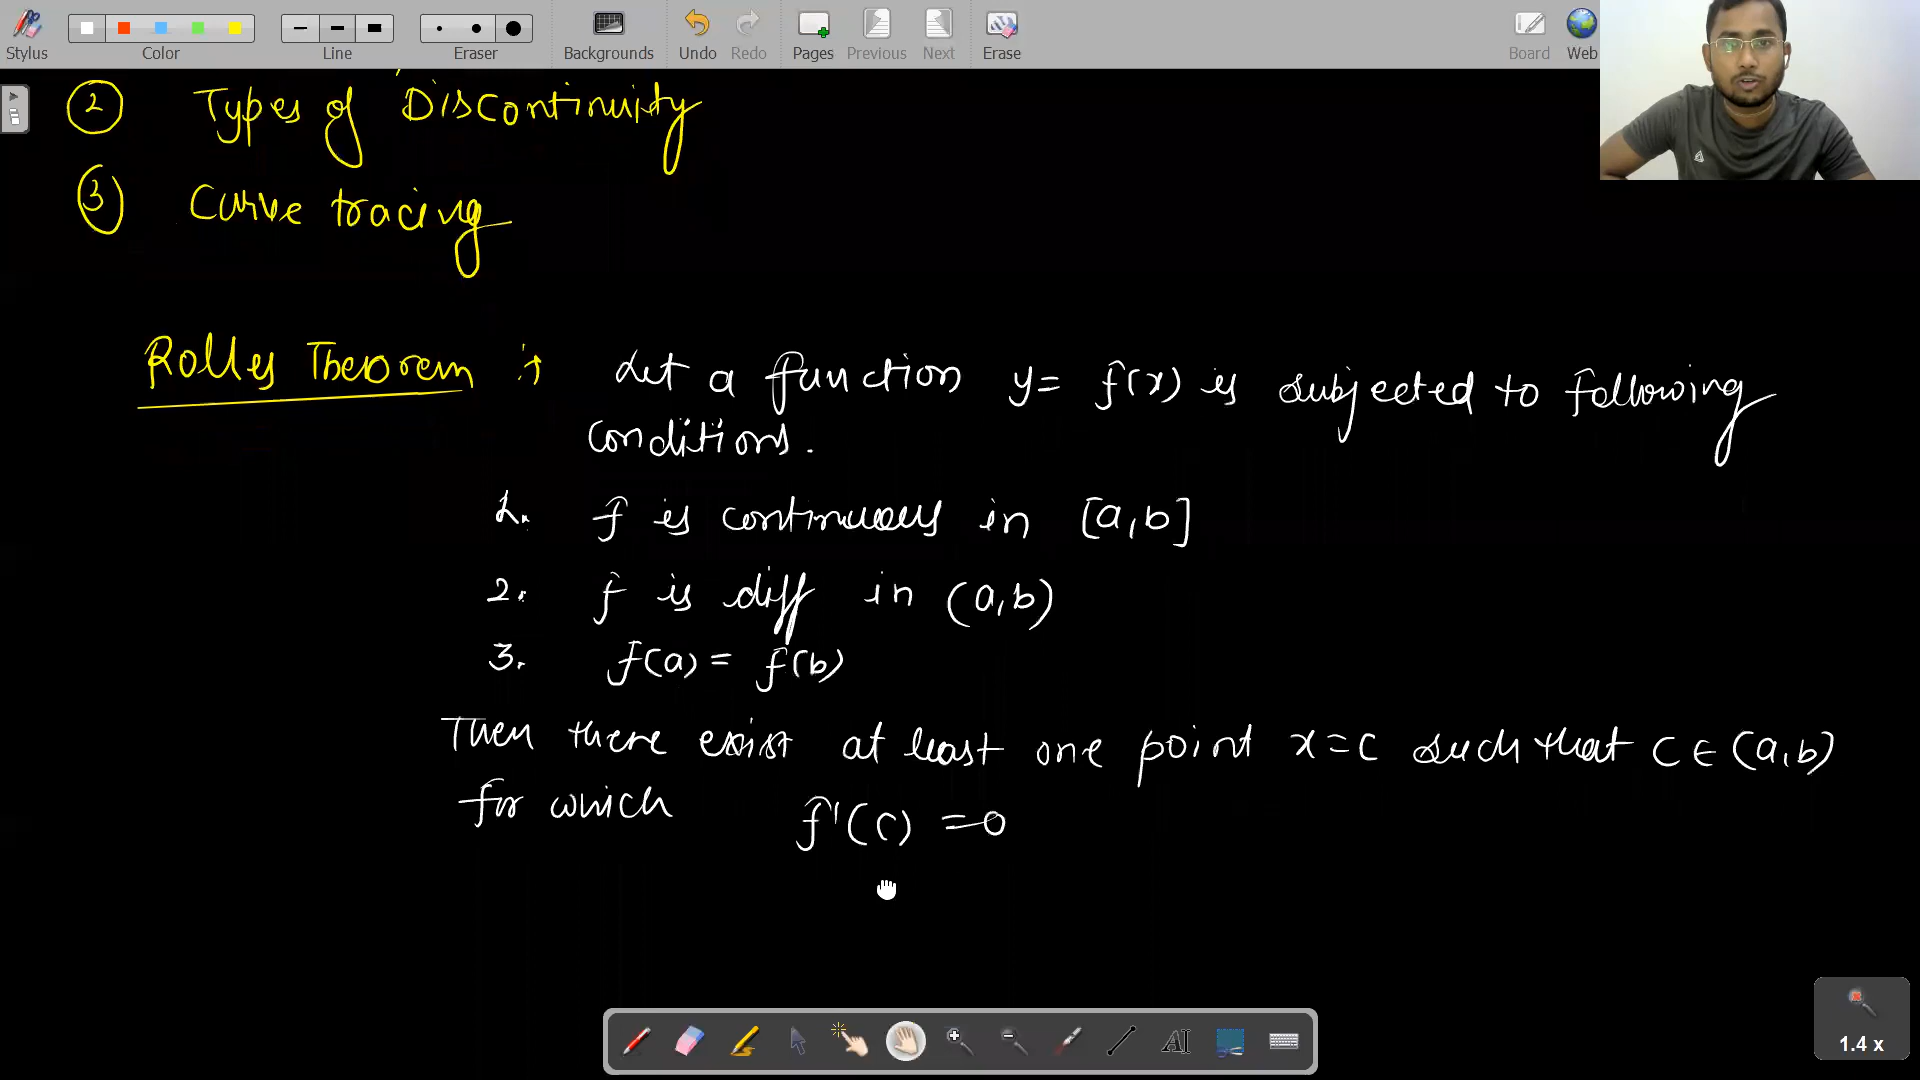 Stylus Color Line Eraser Backgrounds Undo Redo Pages Previous Next Erase Board Web
2 Types of Discontinuity
3 Curve tracing
Rolles Theorem :→ Let a function y = f(x) is subjected to following
conditions.
1. f is continuous in [a,b]
2. f is diff in (a,b)
3. f(a) = f(b)
Then there exist at least one point x=c such that c ∈ (a,b)
for which f'(c) = 0
1.4 x